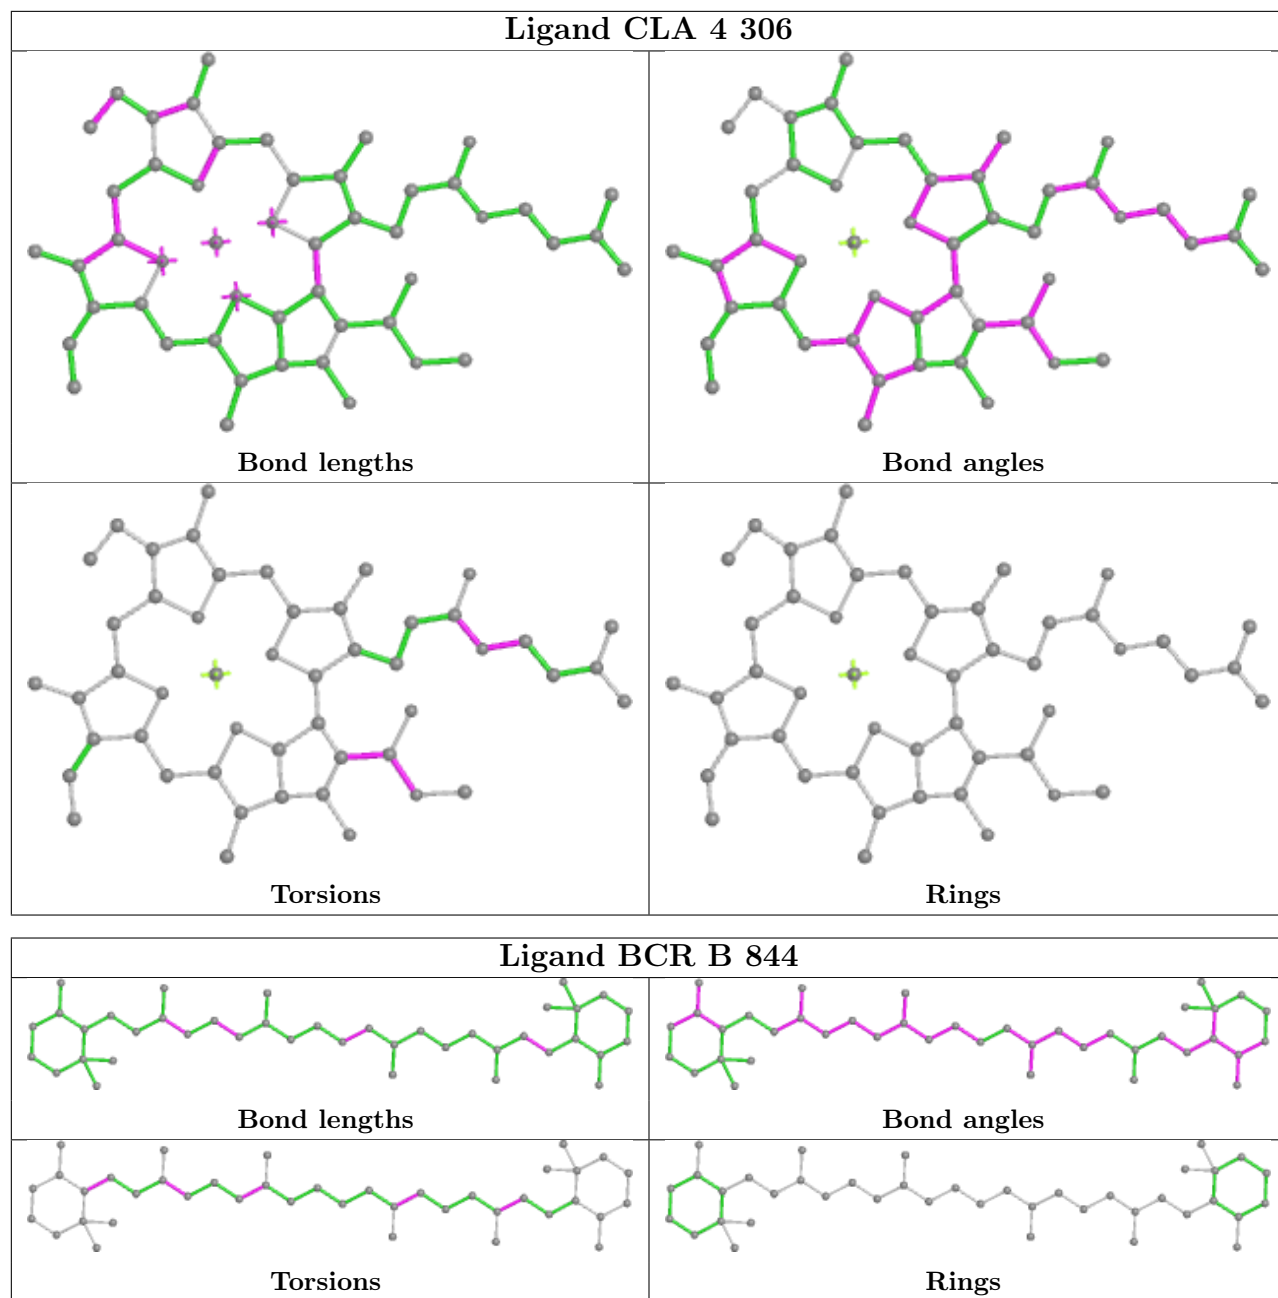 Ligand CLA 4 306
Bond lengths
Bond angles
Torsions
Rings
Ligand BCR B 844
Bond lengths
Bond angles
Torsions
Rings